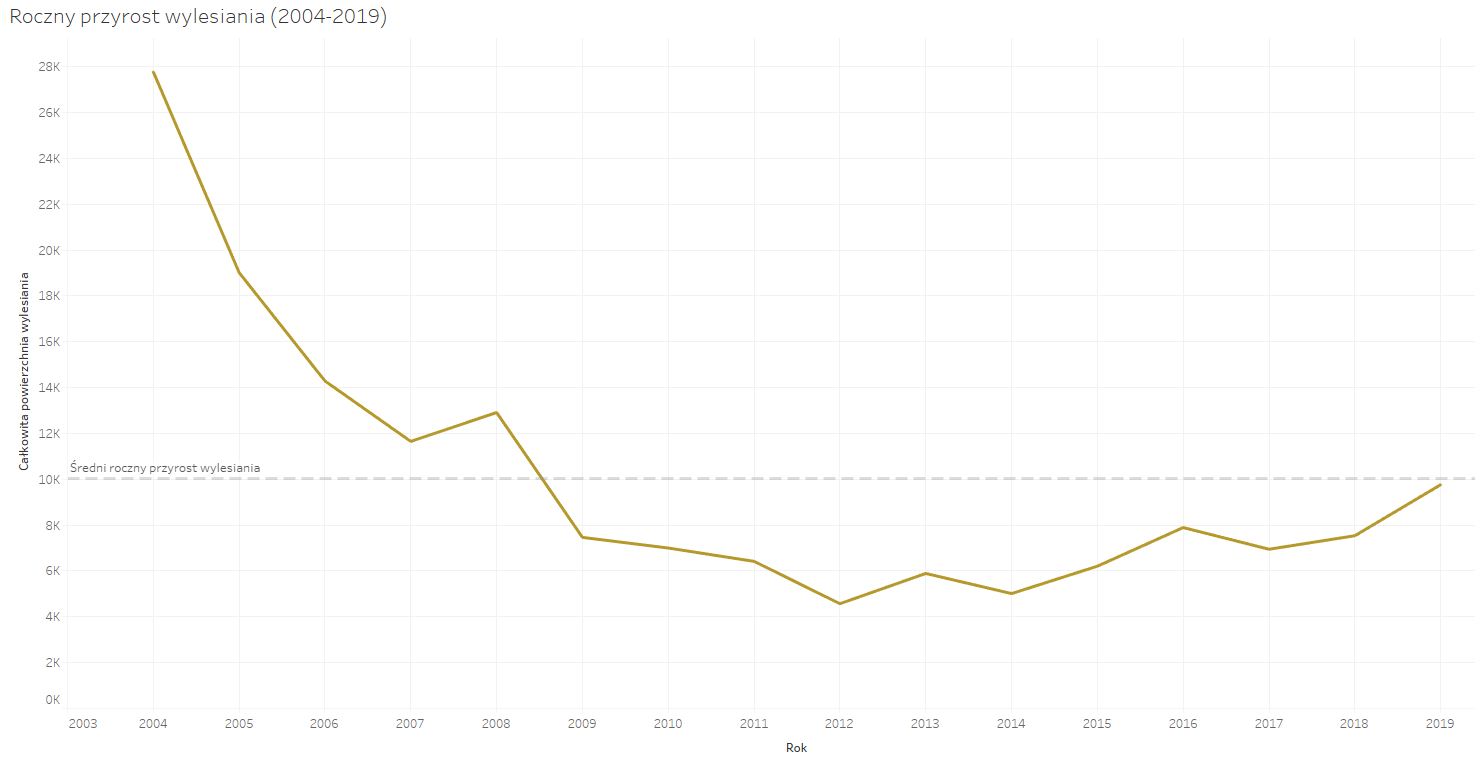 Roczny przyrost wylesiania (2004-2019)
28K
26K
24K
22K
20K
18K
16K
14K
12K
10K
8K
6K
4K
2K
0K
Całkowita powierzchnia wylesiania
Średni roczny przyrost wylesiania
2003 2004 2005 2006 2007 2008 2009 2010 2011 2012 2013 2014 2015 2016 2017 2018 2019
Rok